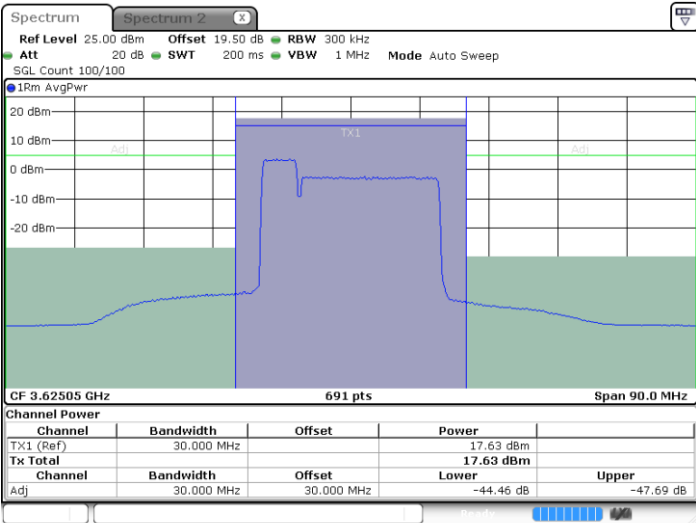 Spectrum Spectrum 2 X
Ref Level 25.00 dBm Offset 19.50 dB RBW 300 kHz
Att 20 dB SWT 200 ms VBW 1 MHz Mode Auto Sweep
SGL Count 100/100
1Rm AvgPwr
20 dBm
TX1
10 dBm
Adj Adj
0 dBm
-10 dBm
-20 dBm
CF 3.62505 GHz 691 pts Span 90.0 MHz
Channel Power
Channel Bandwidth Offset Power
TX1 (Ref) 30.000 MHz 17.63 dBm
Tx Total 17.63 dBm
Channel Bandwidth Offset Lower Upper
Adj 30.000 MHz 30.000 MHz -44.46 dB -47.69 dB
Ready